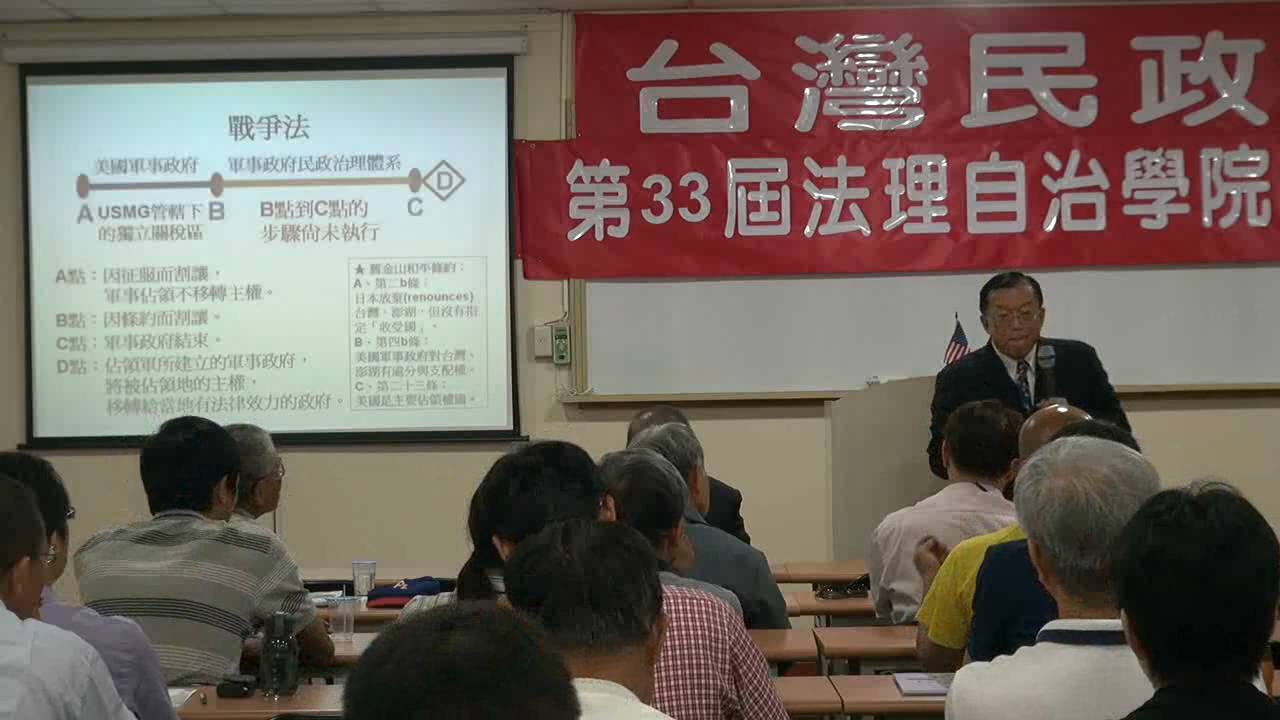 台灣民政
第33屆法理自治學院
戰爭法
美國軍事政府 軍事政府民政治理體系
D
A USMG管轄下 B B點到C點的 C
的獨立關稅區 步驟尚未執行
A點：因征服而割讓，
軍事佔領不移轉主權。
B點：因條約而割讓。
C點：軍事政府結束。
D點：佔領軍所建立的軍事政府，
將被佔領地的主權，
移轉給當地有法律效力的政府。
★ 舊金山和平條約：
A、第二b條：
日本放棄(renounces)
台灣、澎湖，但沒有指
定「收受國」。
B、第四b條：
美國軍事政府對台灣、
澎湖有處分與支配權。
C、第二十三條：
美國是主要佔領權國。